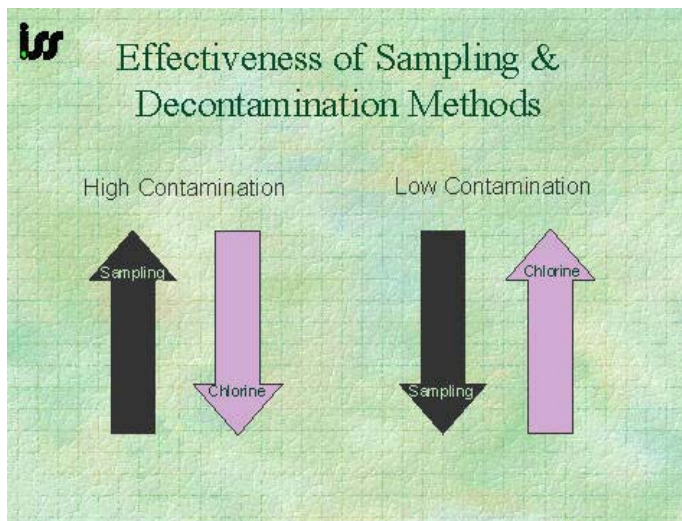 iss
Effectiveness of Sampling &
Decontamination Methods
High Contamination
Low Contamination
Sampling
Chlorine
Chlorine
Sampling